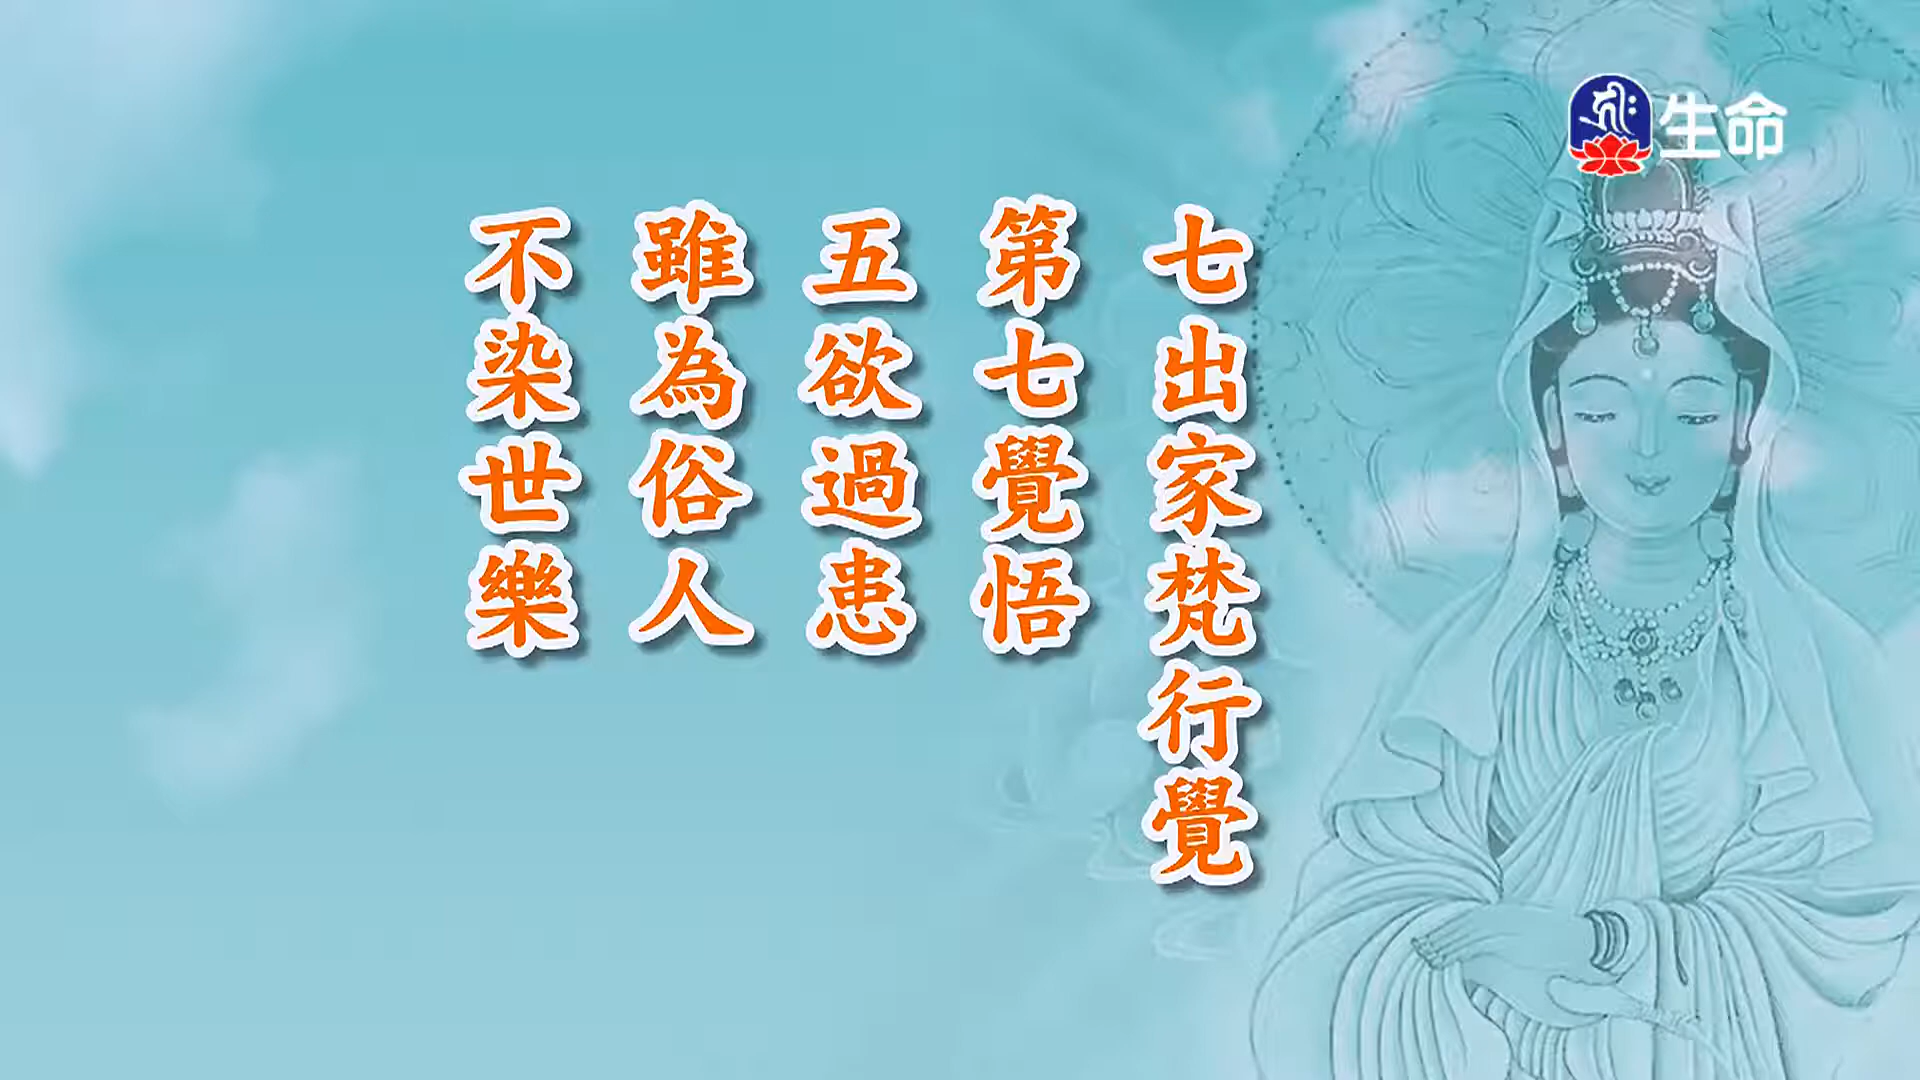 生命
七出家梵行覺
第七覺悟
五欲過患
雖為俗人
不染世樂